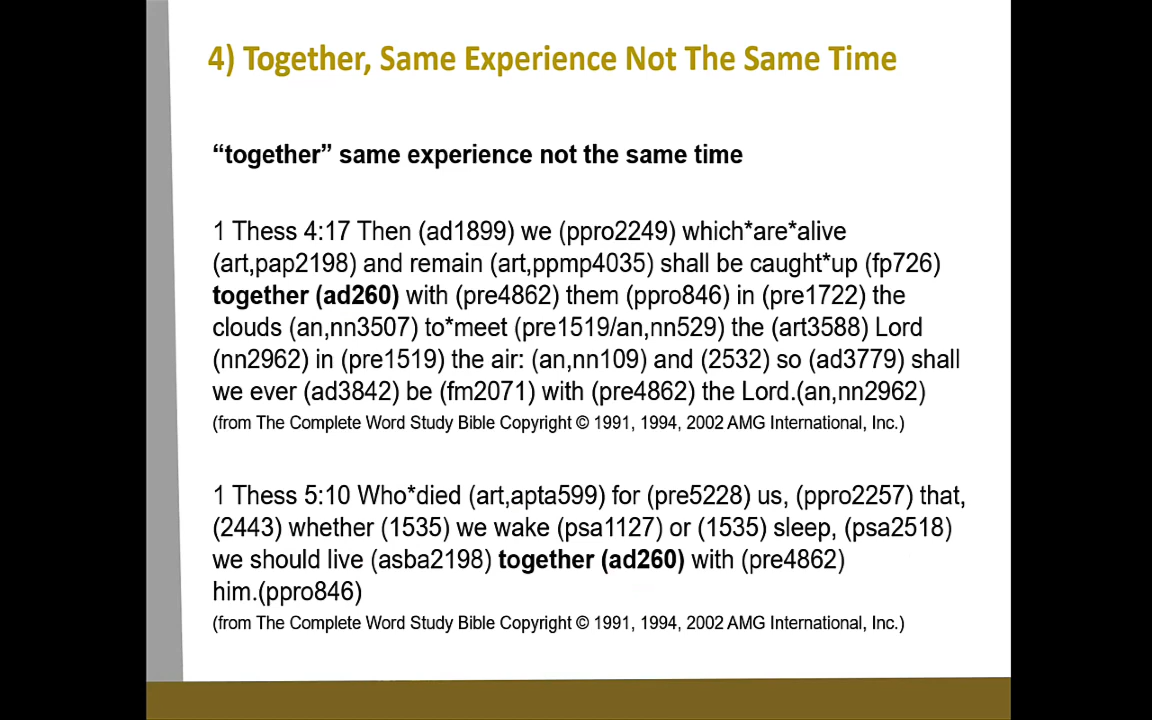 4) Together, Same Experience Not The Same Time
“together” same experience not the same time
1 Thess 4:17 Then (ad1899) we (ppro2249) which*are*alive
(art,pap2198) and remain (art,ppmp4035) shall be caught*up (fp726)
together (ad260) with (pre4862) them (ppro846) in (pre1722) the
clouds (an,nn3507) to*meet (pre1519/an,nn529) the (art3588) Lord
(nn2962) in (pre1519) the air: (an,nn109) and (2532) so (ad3779) shall
we ever (ad3842) be (fm2071) with (pre4862) the Lord.(an,nn2962)
(from The Complete Word Study Bible Copyright © 1991, 1994, 2002 AMG International, Inc.)
1 Thess 5:10 Who*died (art,apta599) for (pre5228) us, (ppro2257) that,
(2443) whether (1535) we wake (psa1127) or (1535) sleep, (psa2518)
we should live (asba2198) together (ad260) with (pre4862)
him.(ppro846)
(from The Complete Word Study Bible Copyright © 1991, 1994, 2002 AMG International, Inc.)